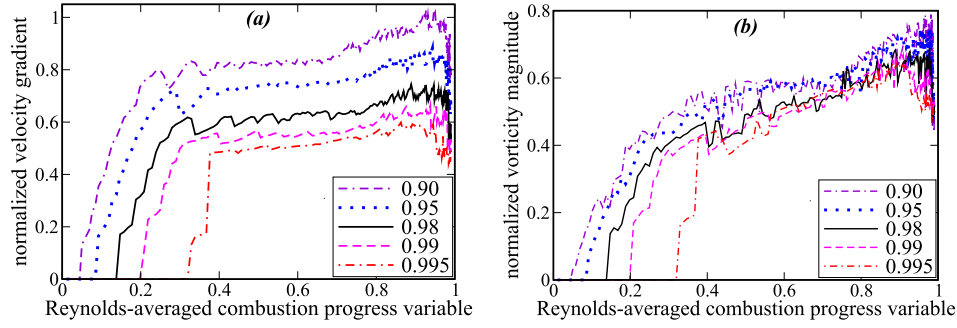 (a)
normalized velocity gradient
1
0.8
0.6
0.4
0.2
0
0 0.2 0.4 0.6 0.8 1
Reynolds-averaged combustion progress variable
0.90
0.95
0.98
0.99
0.995
(b)
normalized vorticity magnitude
0.8
0.6
0.4
0.2
0
0 0.2 0.4 0.6 0.8 1
Reynolds-averaged combustion progress variable
0.90
0.95
0.98
0.99
0.995